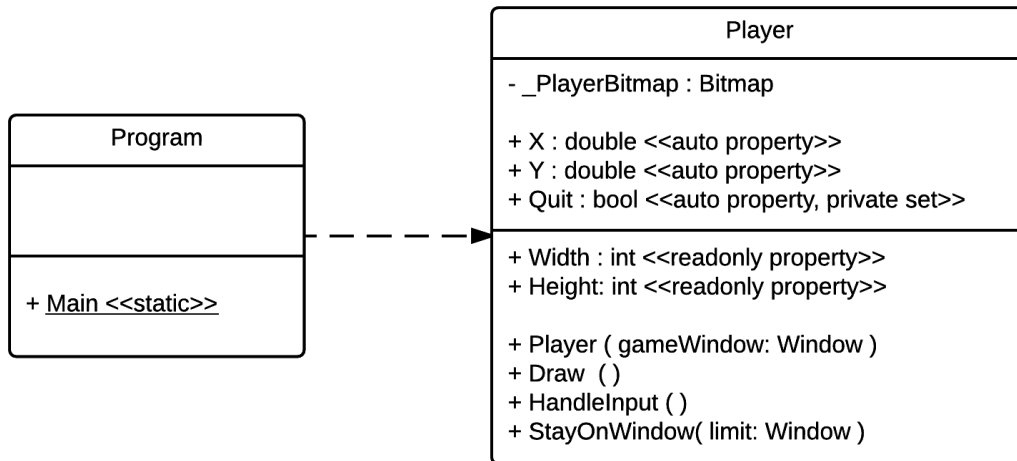 Program
+ Main <<static>>
Player
- _PlayerBitmap : Bitmap
+ X : double <<auto property>>
+ Y : double <<auto property>>
+ Quit : bool <<auto property, private set>>
+ Width : int <<readonly property>>
+ Height: int <<readonly property>>
+ Player ( gameWindow: Window )
+ Draw ( )
+ HandleInput ( )
+ StayOnWindow( limit: Window )